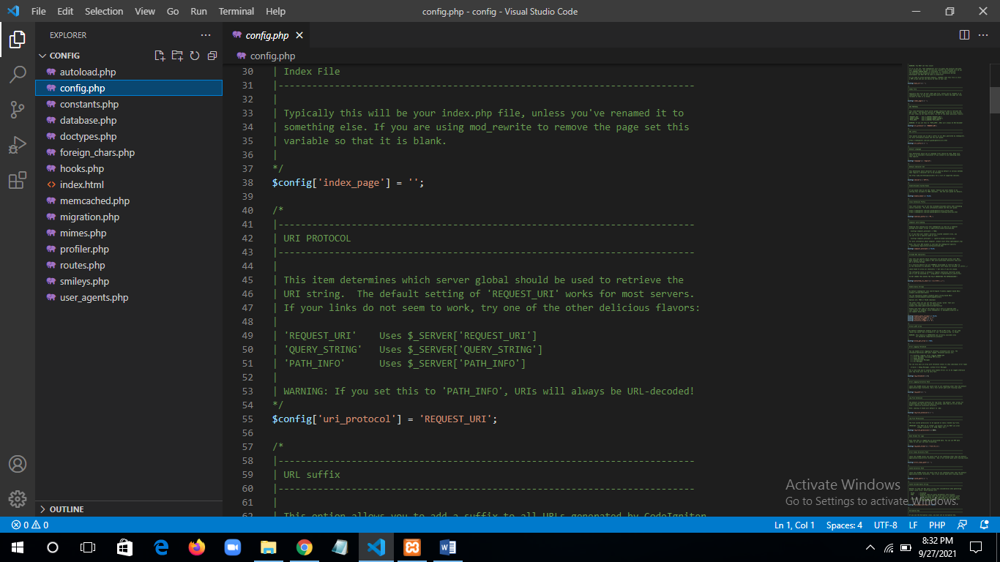 File Edit Selection View Go Run Terminal Help config.php - config - Visual Studio Code
EXPLORER
CONFIG
autoload.php
config.php
constants.php
database.php
doctypes.php
foreign_chars.php
hooks.php
index.html
memcached.php
migration.php
mimes.php
profiler.php
routes.php
smileys.php
user_agents.php
OUTLINE
config.php
config.php
30 | Index File
31 |--------------------------------------------------------------------------
32 |
33 | Typically this will be your index.php file, unless you've renamed it to
34 | something else. If you are using mod_rewrite to remove the page set this
35 | variable so that it is blank.
36 |
37 */
38 $config['index_page'] = '';
39
40 /*
41 |--------------------------------------------------------------------------
42 | URI PROTOCOL
43 |--------------------------------------------------------------------------
44 |
45 | This item determines which server global should be used to retrieve the
46 | URI string.  The default setting of 'REQUEST_URI' works for most servers.
47 | If your links do not seem to work, try one of the other delicious flavors:
48 |
49 | 'REQUEST_URI'    Uses $_SERVER['REQUEST_URI']
50 | 'QUERY_STRING'   Uses $_SERVER['QUERY_STRING']
51 | 'PATH_INFO'      Uses $_SERVER['PATH_INFO']
52 |
53 | WARNING: If you set this to 'PATH_INFO', URIs will always be URL-decoded!
54 */
55 $config['uri_protocol'] = 'REQUEST_URI';
56
57 /*
58 |--------------------------------------------------------------------------
59 | URL suffix
60 |--------------------------------------------------------------------------
61 |
62 | This option allows you to add a suffix to all URLs generated by CodeIgniter
Activate Windows
Go to Settings to activate Windows.
0 0 Ln 1, Col 1 Spaces: 4 UTF-8 LF PHP
8:32 PM
9/27/2021